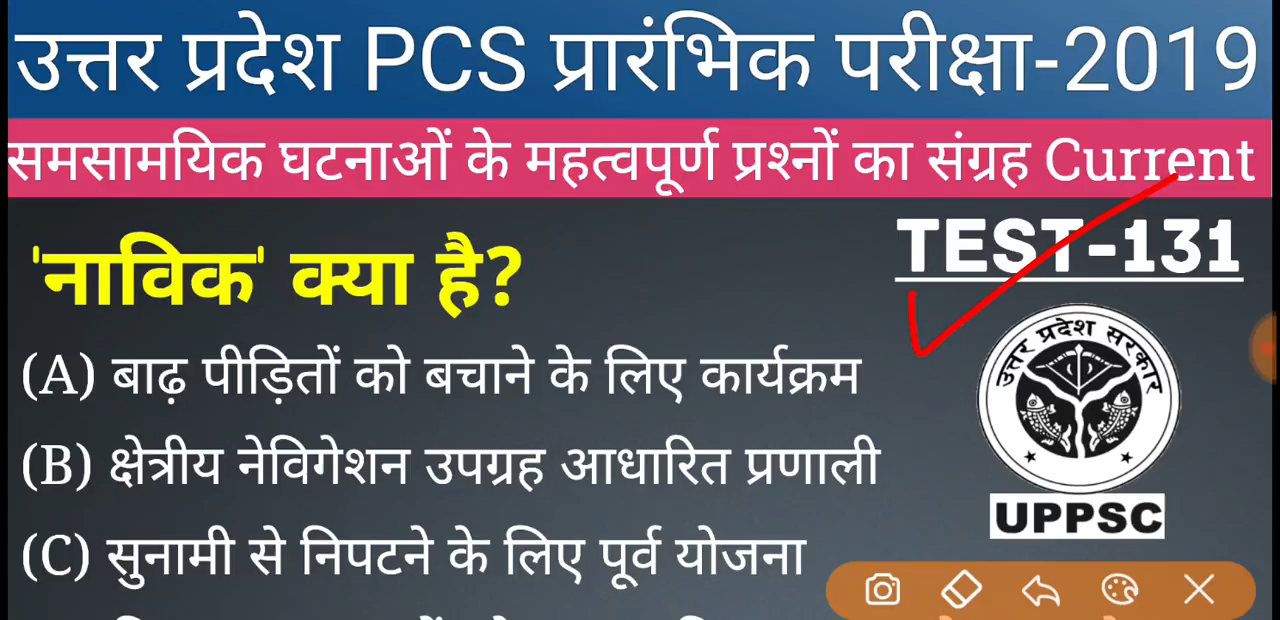 उत्तर प्रदेश PCS प्रारंभिक परीक्षा-2019
समसामयिक घटनाओं के महत्वपूर्ण प्रश्नों का संग्रह Current
TEST-131
'नाविक' क्या है?
(A) बाढ़ पीड़ितों को बचाने के लिए कार्यक्रम
(B) क्षेत्रीय नेविगेशन उपग्रह आधारित प्रणाली
(C) सुनामी से निपटने के लिए पूर्व योजना
उत्तर प्रदेश सरकार
UPPSC